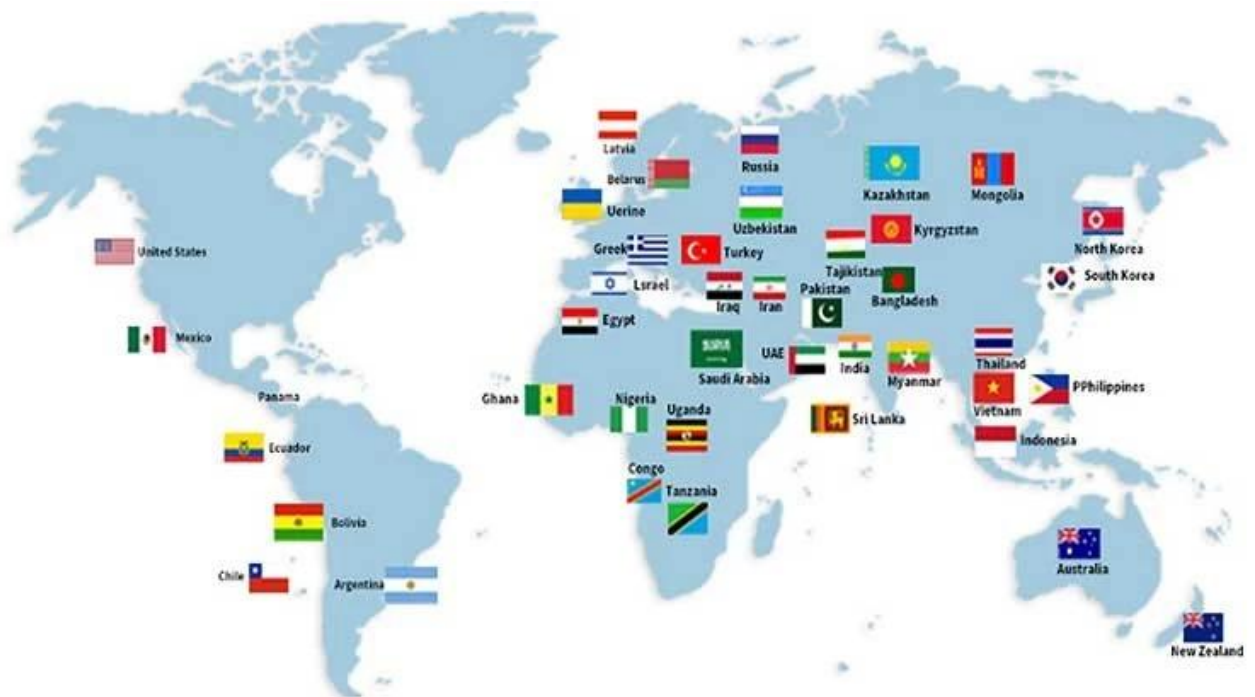 Latvia
Russia
Belarus
Kazakhstan
Mongolia
Uerine
Uzbekistan
Kyrgyzstan
North Korea
United States
Greek
Turkey
Tajikistan
South Korea
Lsrael
Iraq
Iran
Pakistan
Bangladesh
Egypt
Mexico
Saudi Arabia
UAE
India
Myanmar
Thailand
Panama
Ghana
Nigeria
Uganda
Sri Lanka
Vietnam
PPhilippines
Ecuador
Indonesia
Congo
Tanzania
Bolivia
Chile
Argentina
Australia
New Zealand